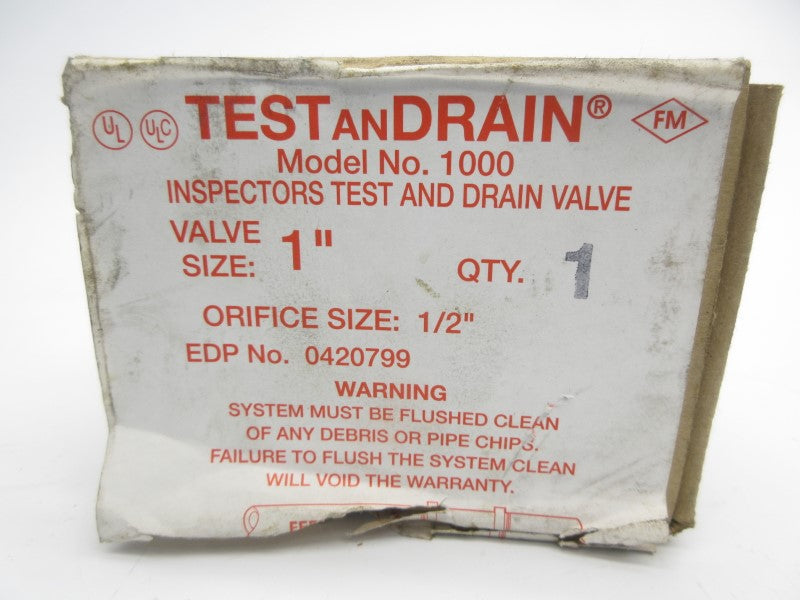 UL ULC TESTANDRAIN® FM
Model No. 1000
INSPECTORS TEST AND DRAIN VALVE
VALVE SIZE: 1" QTY. 1
ORIFICE SIZE: 1/2"
EDP No. 0420799
WARNING
SYSTEM MUST BE FLUSHED CLEAN
OF ANY DEBRIS OR PIPE CHIPS.
FAILURE TO FLUSH THE SYSTEM CLEAN
WILL VOID THE WARRANTY.